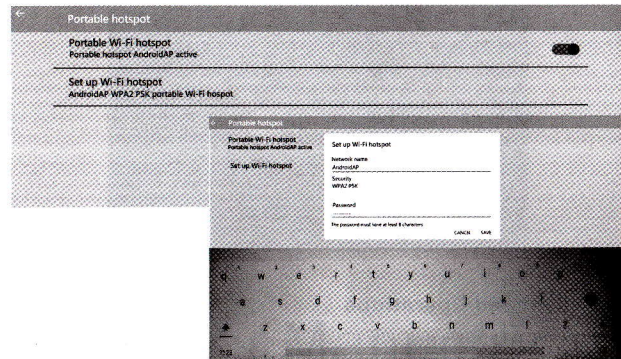 Portable hotspot
Portable Wi-Fi hotspot
Portable hotspot AndroidAP active
Set up Wi-Fi hotspot
AndroidAP WPA2 PSK portable Wi-Fi hospot
Portable hotspot
Portable Wi-Fi hotspot
Portable hotspot AndroidAP active
Set up Wi-Fi hotspot
Set up Wi-Fi hotspot
Network name
AndroidAP
Security
WPA2 PSK
Password
The password must have at least 8 characters
CANCEL SAVE
q w e r t y u i o p
a s d f g h j k l
z x c v b n m ! ?
?123